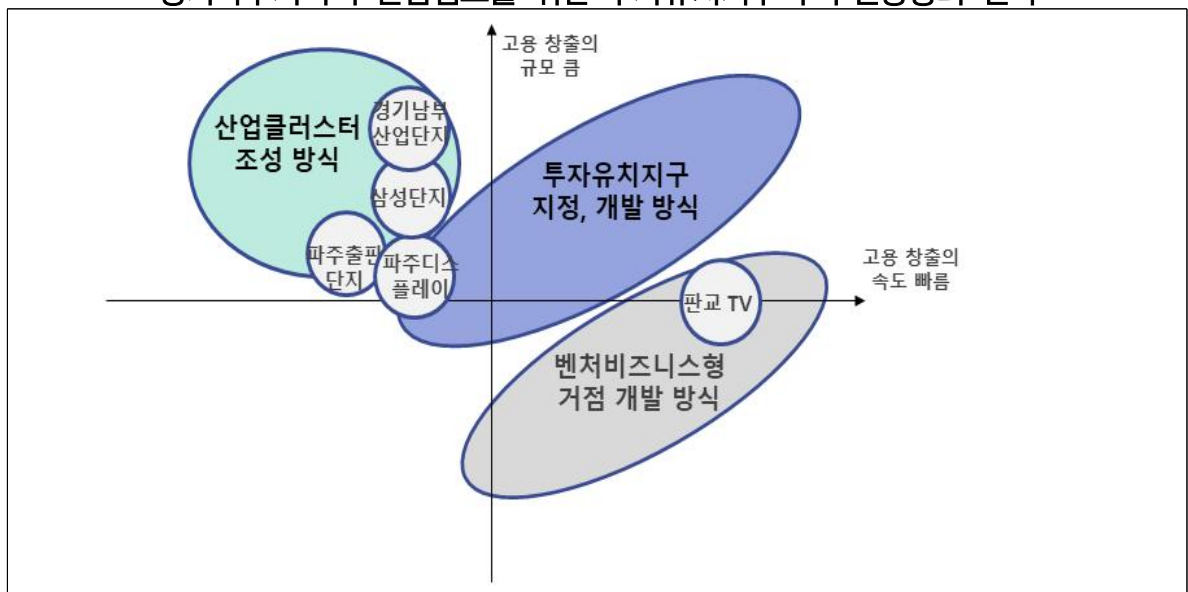 고용 창출의
규모 큼
경기남부
산업단지
산업클러스터
조성 방식
삼성단지
투자유치지구
지정, 개발 방식
파주출판
단지
파주디스
플레이
고용 창출의
속도 빠름
판교 TV
벤처비즈니스형
거점 개발 방식